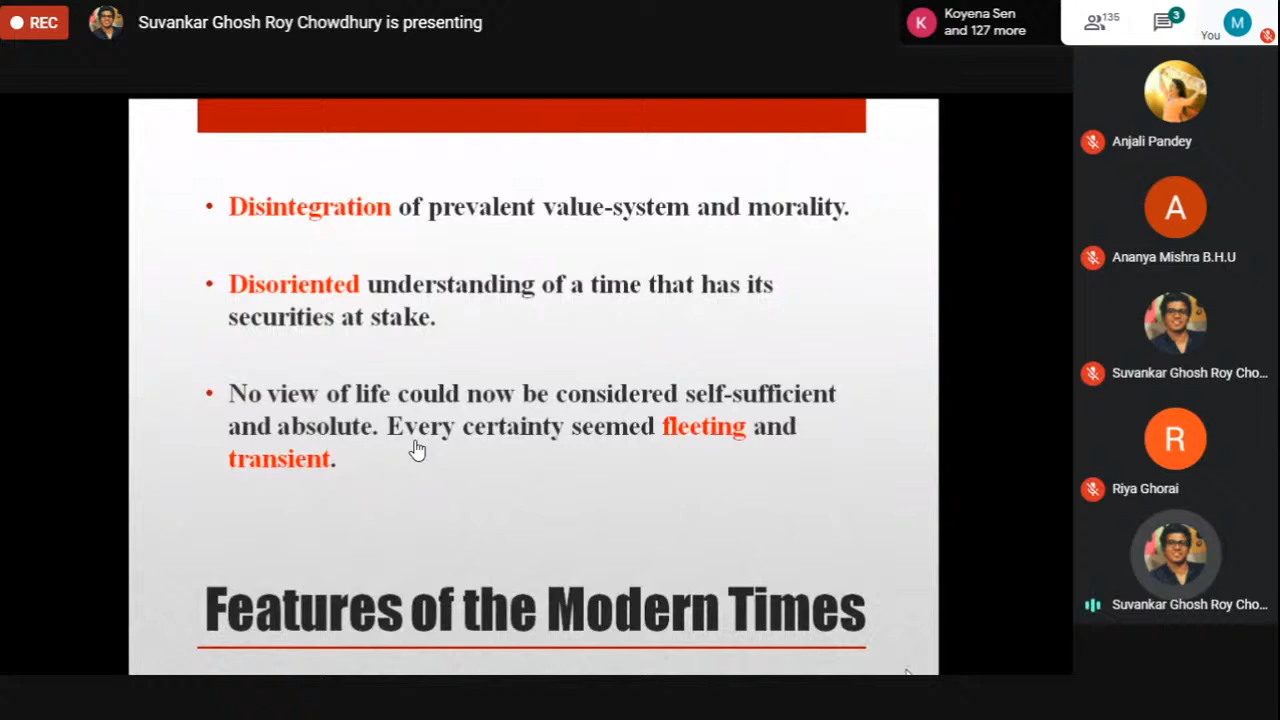 REC
Suvankar Ghosh Roy Chowdhury is presenting
K
Koyena Sen
and 127 more
135
3
You
M
Anjali Pandey
A
Ananya Mishra B.H.U
Suvankar Ghosh Roy Cho...
R
Riya Ghorai
Suvankar Ghosh Roy Cho...
• Disintegration of prevalent value-system and morality.
• Disoriented understanding of a time that has its
securities at stake.
• No view of life could now be considered self-sufficient
and absolute. Every certainty seemed fleeting and
transient.
Features of the Modern Times